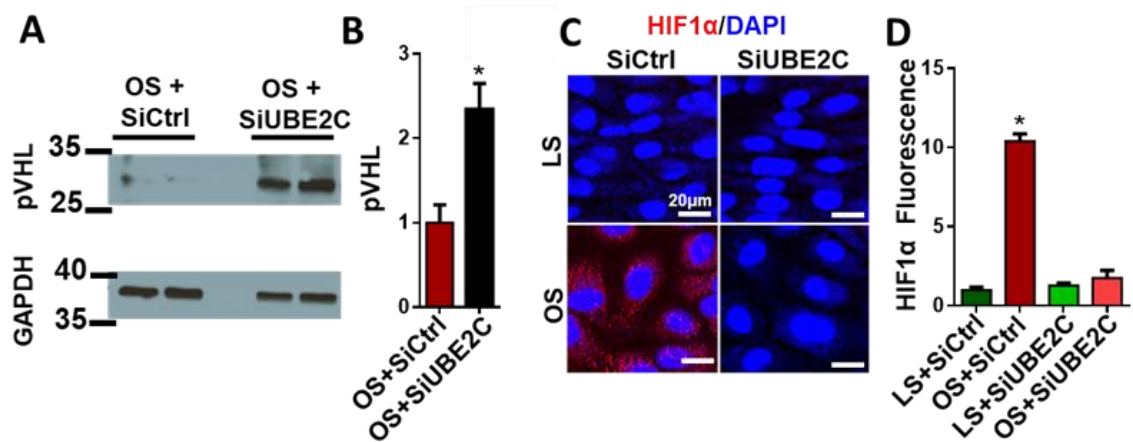 A
OS +
SiCtrl
OS +
SiUBE2C
35
25
pVHL
40
35
GAPDH
B
3
2
1
0
pVHL
*
OS+SiCtrl
OS+SiUBE2C
C
HIF1α/DAPI
SiCtrl
SiUBE2C
LS
20μm
OS
D
15
10
5
0
HIF1α Fluorescence
*
LS+SiCtrl
OS+SiCtrl
LS+SiUBE2C
OS+SiUBE2C